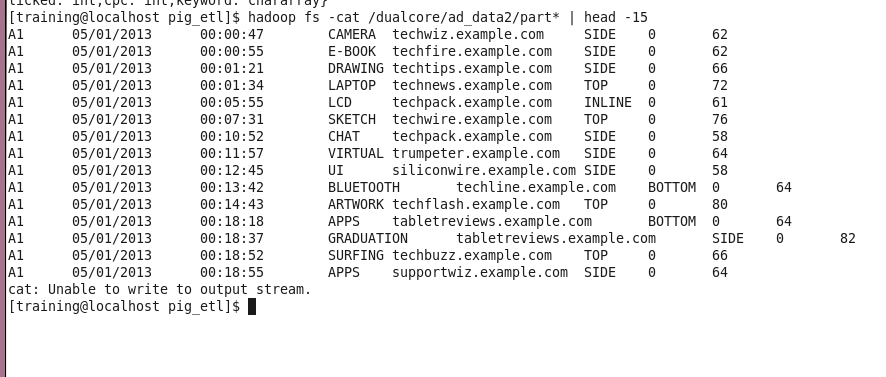 ticked: int,cpc: int,keyword: chararray}
[training@localhost pig_etl]$ hadoop fs -cat /dualcore/ad_data2/part* | head -15
A1 05/01/2013 00:00:47 CAMERA techwiz.example.com SIDE 0 62
A1 05/01/2013 00:00:55 E-BOOK techfire.example.com SIDE 0 62
A1 05/01/2013 00:01:21 DRAWING techtips.example.com SIDE 0 66
A1 05/01/2013 00:01:34 LAPTOP technews.example.com TOP 0 72
A1 05/01/2013 00:05:55 LCD techpack.example.com INLINE 0 61
A1 05/01/2013 00:07:31 SKETCH techwire.example.com TOP 0 76
A1 05/01/2013 00:10:52 CHAT techpack.example.com SIDE 0 58
A1 05/01/2013 00:11:57 VIRTUAL trumpeter.example.com SIDE 0 64
A1 05/01/2013 00:12:45 UI siliconwire.example.com SIDE 0 58
A1 05/01/2013 00:13:42 BLUETOOTH techline.example.com BOTTOM 0 64
A1 05/01/2013 00:14:43 ARTWORK techflash.example.com TOP 0 80
A1 05/01/2013 00:18:18 APPS tabletreviews.example.com BOTTOM 0 64
A1 05/01/2013 00:18:37 GRADUATION tabletreviews.example.com SIDE 0 82
A1 05/01/2013 00:18:52 SURFING techbuzz.example.com TOP 0 66
A1 05/01/2013 00:18:55 APPS supportwiz.example.com SIDE 0 64
cat: Unable to write to output stream.
[training@localhost pig_etl]$